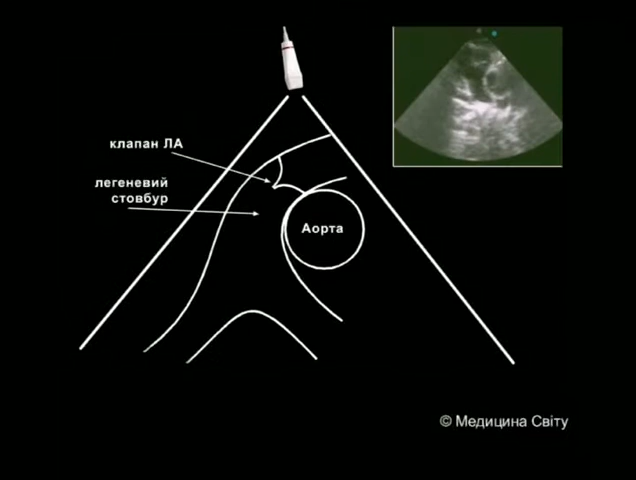 клапан ЛА
легеневий
стовбур
Аорта
© Медицина Світу